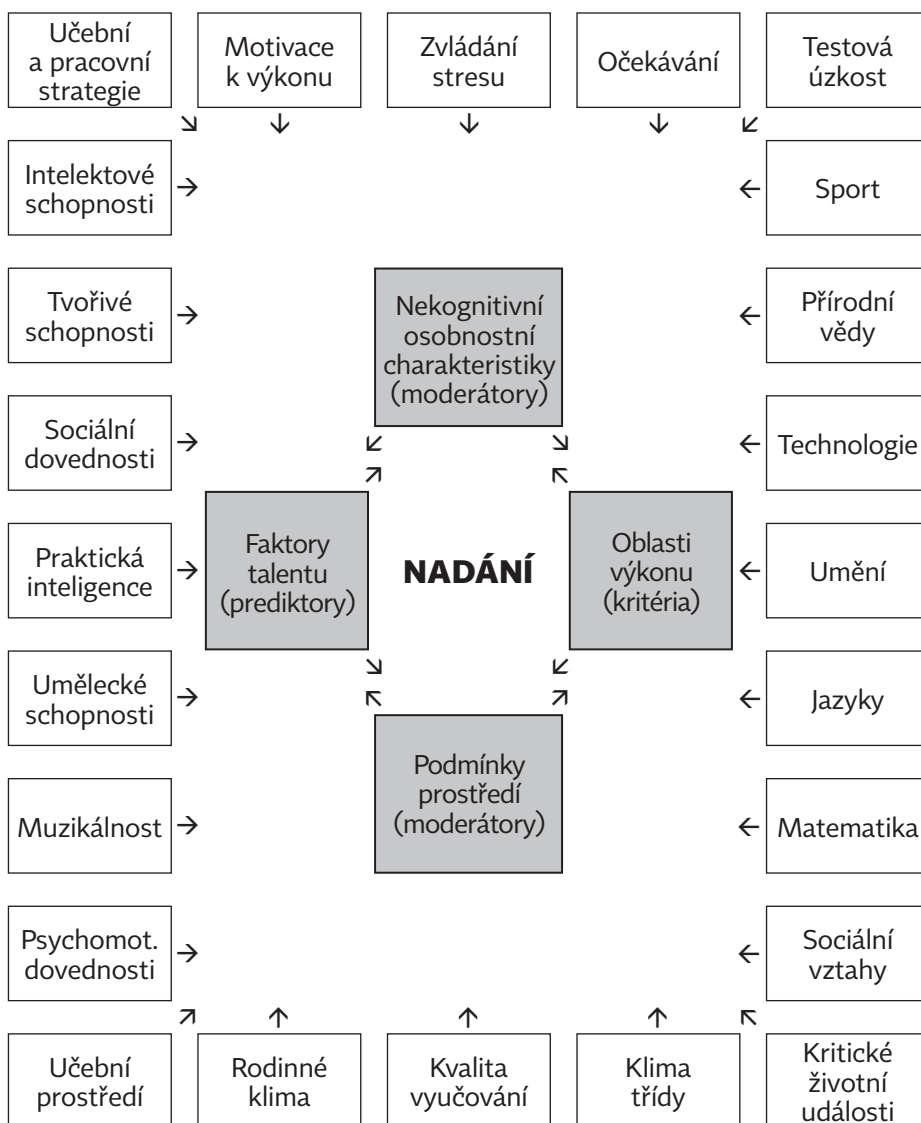 Učební
a pracovní
strategie
Motivace
k výkonu
Zvládání
stresu
Očekávání
Testová
úzkost
Intelektové
schopnosti
Sport
Tvořivé
schopnosti
Nekognitivní
osobnostní
charakteristiky
(moderátory)
Přírodní
vědy
Sociální
dovednosti
Technologie
Praktická
inteligence
Faktory
talentu
(prediktory)
NADÁNÍ
Oblasti
výkonu
(kritéria)
Umění
Umělecké
schopnosti
Jazyky
Podmínky
prostředí
(moderátory)
Muzikálnost
Matematika
Psychomot.
dovednosti
Sociální
vztahy
Učební
prostředí
Rodinné
klima
Kvalita
vyučování
Klima
třídy
Kritické
životní
události